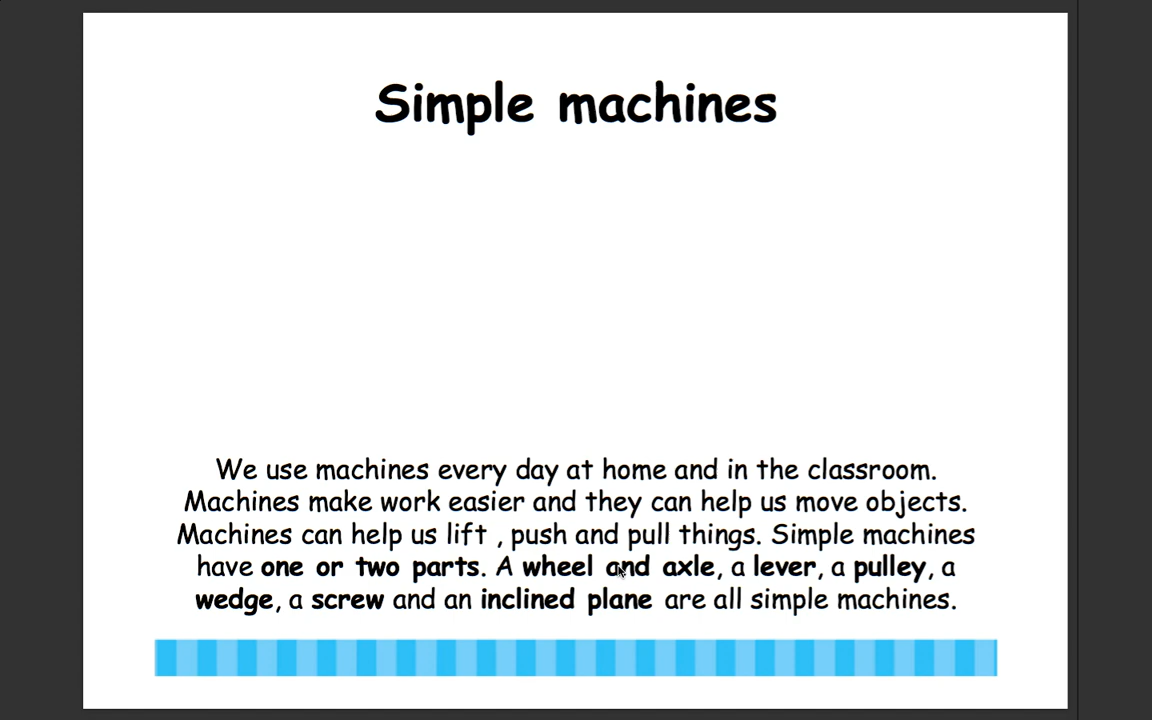 Simple machines
We use machines every day at home and in the classroom.
Machines make work easier and they can help us move objects.
Machines can help us lift , push and pull things. Simple machines
have one or two parts. A wheel and axle, a lever, a pulley, a
wedge, a screw and an inclined plane are all simple machines.